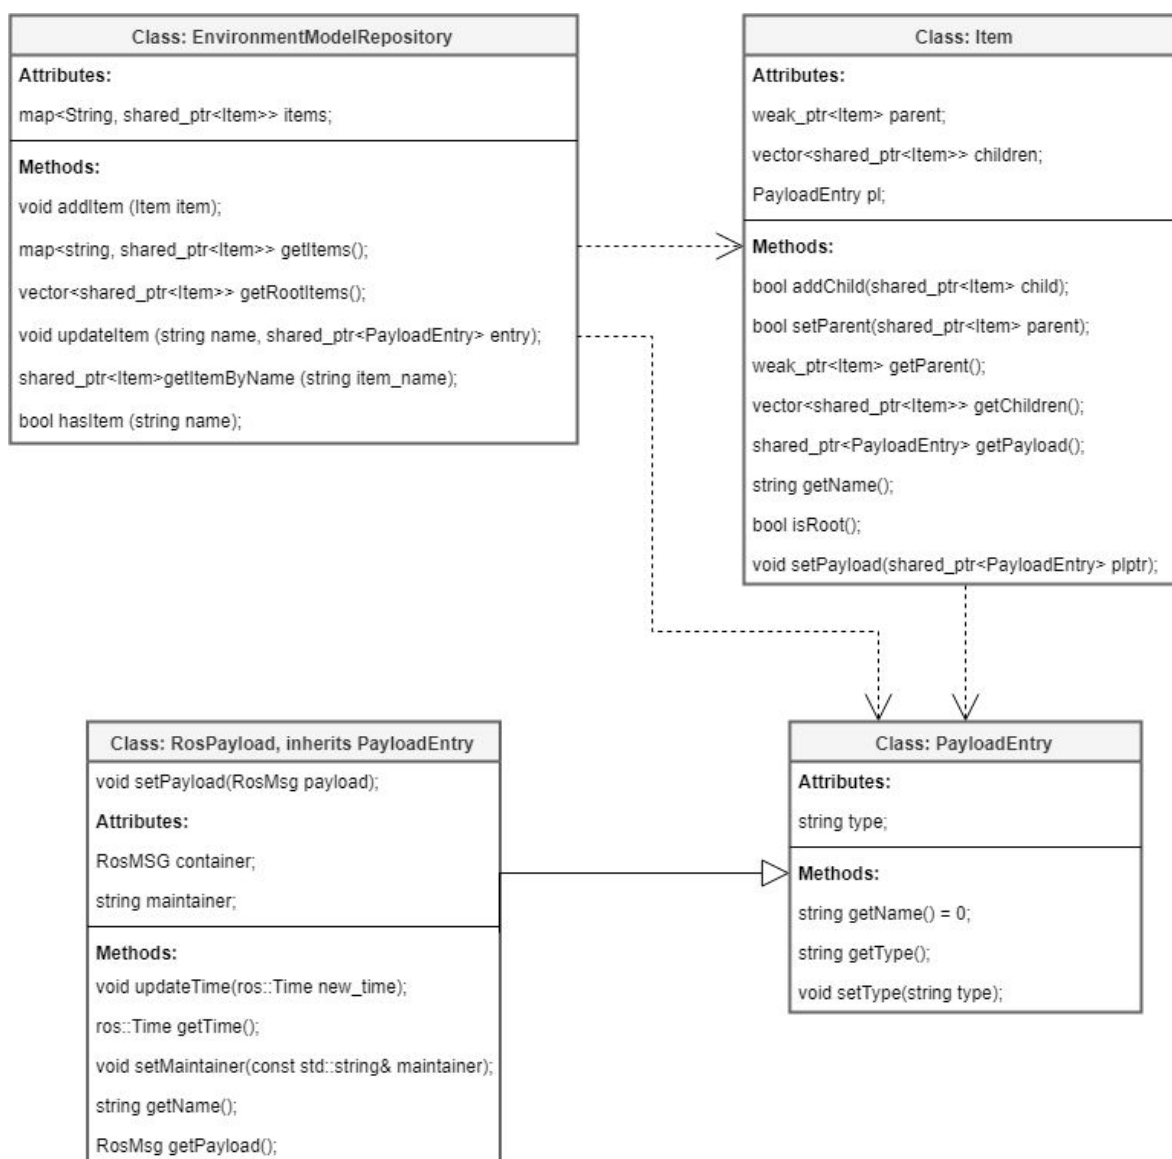 Class: EnvironmentModelRepository
Attributes:
map<String, shared_ptr<Item>> items;
Methods:
void addItem (Item item);
map<string, shared_ptr<Item>> getItems();
vector<shared_ptr<Item>> getRootItems();
void updateItem (string name, shared_ptr<PayloadEntry> entry);
shared_ptr<Item>getItemByName (string item_name);
bool hasItem (string name);
Class: Item
Attributes:
weak_ptr<Item> parent;
vector<shared_ptr<Item>> children;
PayloadEntry pl;
Methods:
bool addChild(shared_ptr<Item> child);
bool setParent(shared_ptr<Item> parent);
weak_ptr<Item> getParent();
vector<shared_ptr<Item>> getChildren();
shared_ptr<PayloadEntry> getPayload();
string getName();
bool isRoot();
void setPayload(shared_ptr<PayloadEntry> plptr);
Class: RosPayload, inherits PayloadEntry
void setPayload(RosMsg payload);
Attributes:
RosMSG container;
string maintainer;
Methods:
void updateTime(ros::Time new_time);
ros::Time getTime();
void setMaintainer(const std::string& maintainer);
string getName();
RosMsg getPayload();
Class: PayloadEntry
Attributes:
string type;
Methods:
string getName() = 0;
string getType();
void setType(string type);